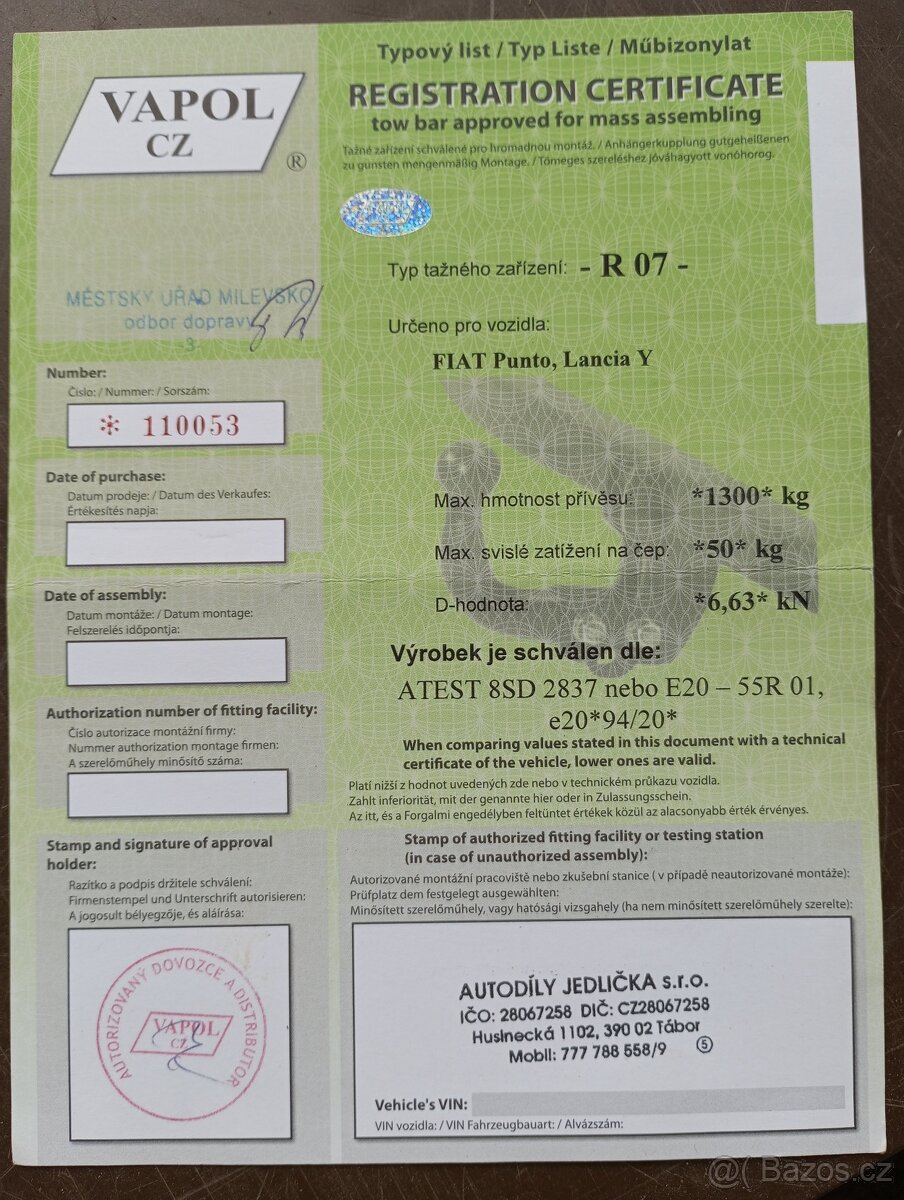 Typový list / Typ Liste / Műbizonylat
REGISTRATION CERTIFICATE
tow bar approved for mass assembling
Tažné zařízení schválené pro hromadnou montáž. / Anhängerkupplung gutgeheißenen
zu gunsten mengenmäßig Montage. / Tömeges szereléshez jóváhagyott vonóhorog.
VAPOL
CZ
®
MĚSTSKÝ ÚŘAD MILEVSKO
odbor dopravy
-3-
Typ tažného zařízení: - R 07 -
Určeno pro vozidla:
FIAT Punto, Lancia Y
Number:
Číslo: / Nummer: / Sorszám:
* 110053
Date of purchase:
Datum prodeje: / Datum des Verkaufes:
Értékesítés napja:
Max. hmotnost přívěsu: *1300* kg
Max. svislé zatížení na čep: *50* kg
D-hodnota: *6,63* kN
Date of assembly:
Datum montáže: / Datum montage:
Felszerelés időpontja:
Výrobek je schválen dle:
ATEST 8SD 2837 nebo E20 – 55R 01,
e20*94/20*
When comparing values stated in this document with a technical
certificate of the vehicle, lower ones are valid.
Platí nižší z hodnot uvedených zde nebo v technickém průkazu vozidla.
Zahlt inferiorität, mit der genannte hier oder in Zulassungsschein.
Az itt, és a Forgalmi engedélyben feltüntet értékek közül az alacsonyabb érték érvényes.
Authorization number of fitting facility:
Číslo autorizace montážní firmy:
Nummer authorization montage firmen:
A szerelőműhely minősítő száma:
Stamp and signature of approval
holder:
Razítko a podpis držitele schválení:
Firmenstempel und Unterschrift autorisieren:
A jogosult bélyegzője, és aláírása:
AUTORIZOVANÝ DOVOZCE A DISTRIBUTOR
VAPOL
CZ
Stamp of authorized fitting facility or testing station
(in case of unauthorized assembly):
Autorizované montážní pracoviště nebo zkušební stanice ( v případě neautorizované montáže):
Prüfplatz dem festgelegt ausgewählten:
Minősített szerelőműhely, vagy hatósági vizsgahely (ha nem minősített szerelőműhely szerelte):
AUTODÍLY JEDLIČKA s.r.o.
IČO: 28067258 DIČ: CZ28067258
Husinecká 1102, 390 02 Tábor
Mobil: 777 788 558/9 5
Vehicle's VIN:
VIN vozidla: / VIN Fahrzeugbauart: / Alvázszám:
@( Bazos.cz